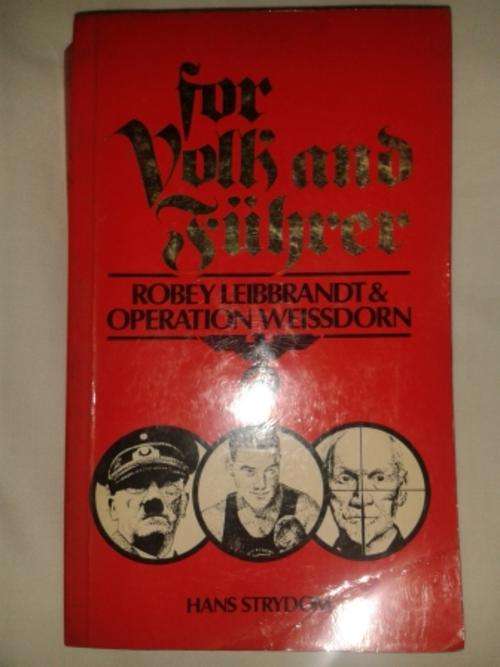 for
Volk and
Führer
ROBEY LEIBBRANDT &
OPERATION WEISSDORN
HANS STRYDOM